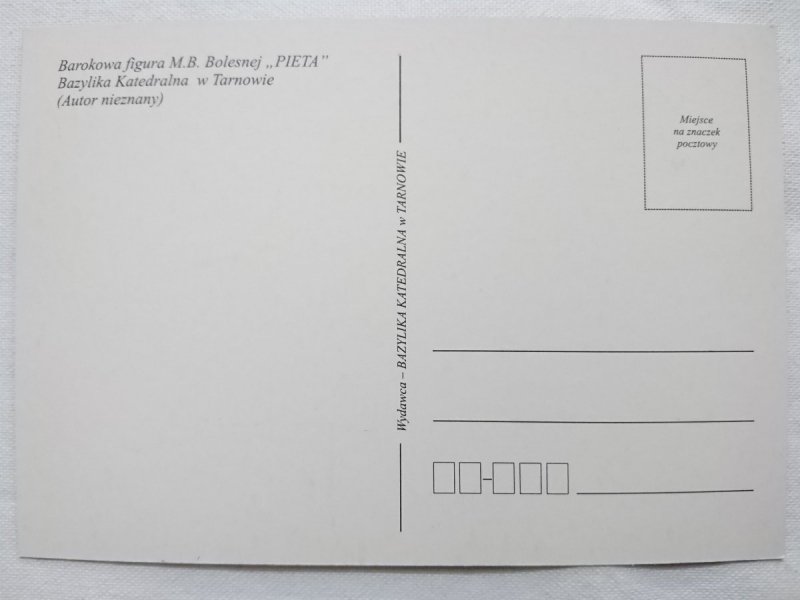 Barokowa figura M.B. Bolesnej „PIETA”
Bazylika Katedralna w Tarnowie
(Autor nieznany)
Wydawca – BAZYLIKA KATEDRALNA w TARNOWIE
Miejsce
na znaczek
pocztowy